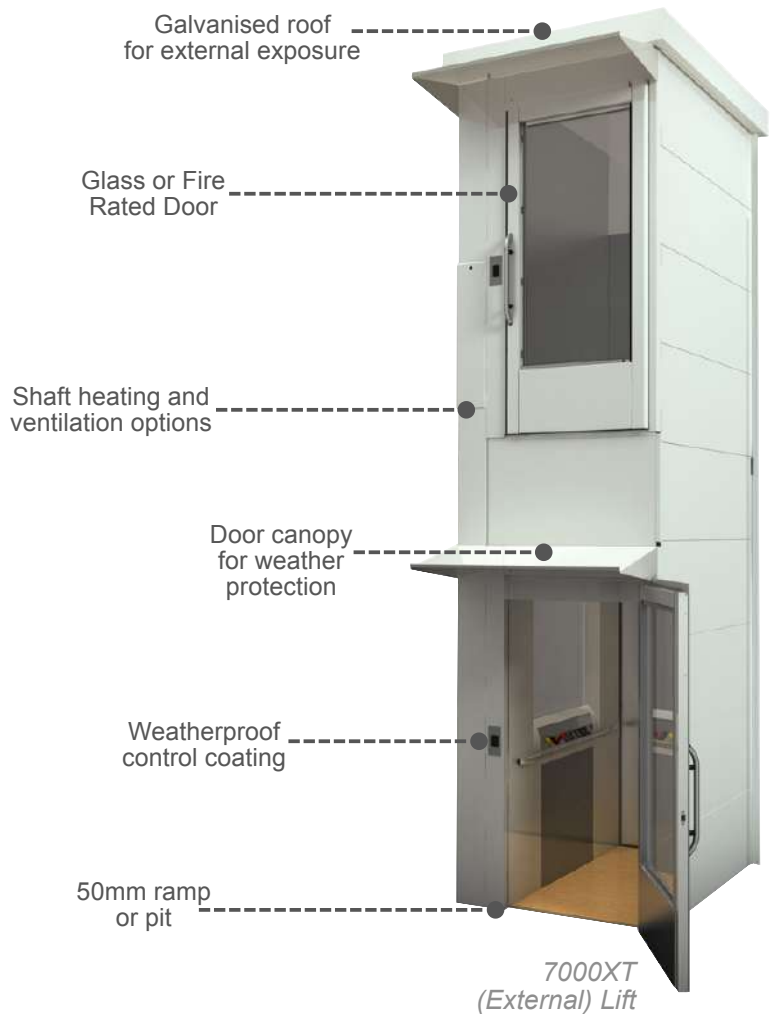 Galvanised roof
for external exposure
Glass or Fire
Rated Door
Shaft heating and
ventilation options
Door canopy
for weather
protection
Weatherproof
control coating
50mm ramp
or pit
7000XT
(External) Lift